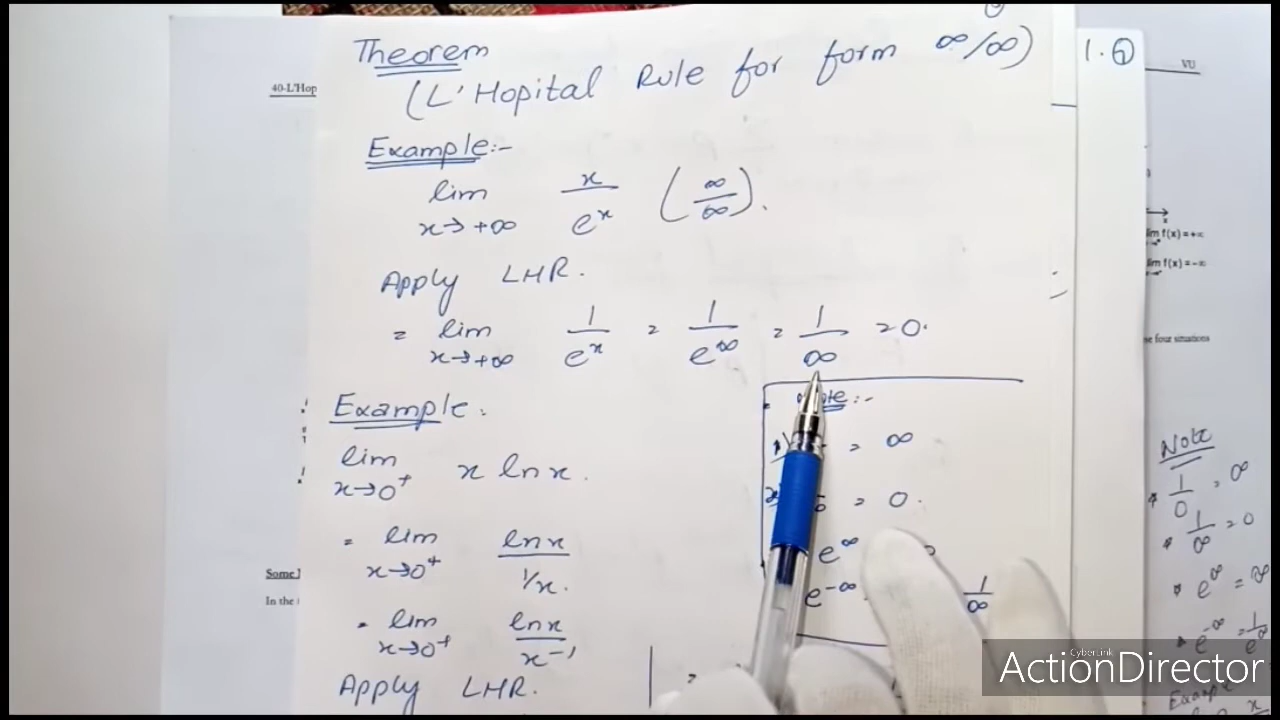 Theorem
(L'Hopital Rule for form ∞/∞)
1.6
VU
40-L'Hop
Example:-
lim x→+∞ x/e^x (∞/∞).
Apply LHR.
= lim x→+∞ 1/e^x = 1/e^∞ = 1/∞ = 0.
Example:
lim x→0⁺ x ln x.
= lim x→0⁺ ln x / 1/x.
= lim x→0⁺ ln x / x⁻¹
Apply LHR.
= ∞
= 0.
e^∞
e^-∞
1/∞
lim f(x) = +∞
lim f(x) = -∞
four situations
Note
1/0 = ∞
1/∞ = 0
e^∞ = ∞
e^-∞ = 1/e^∞
Example
In the
CyberLink
ActionDirector